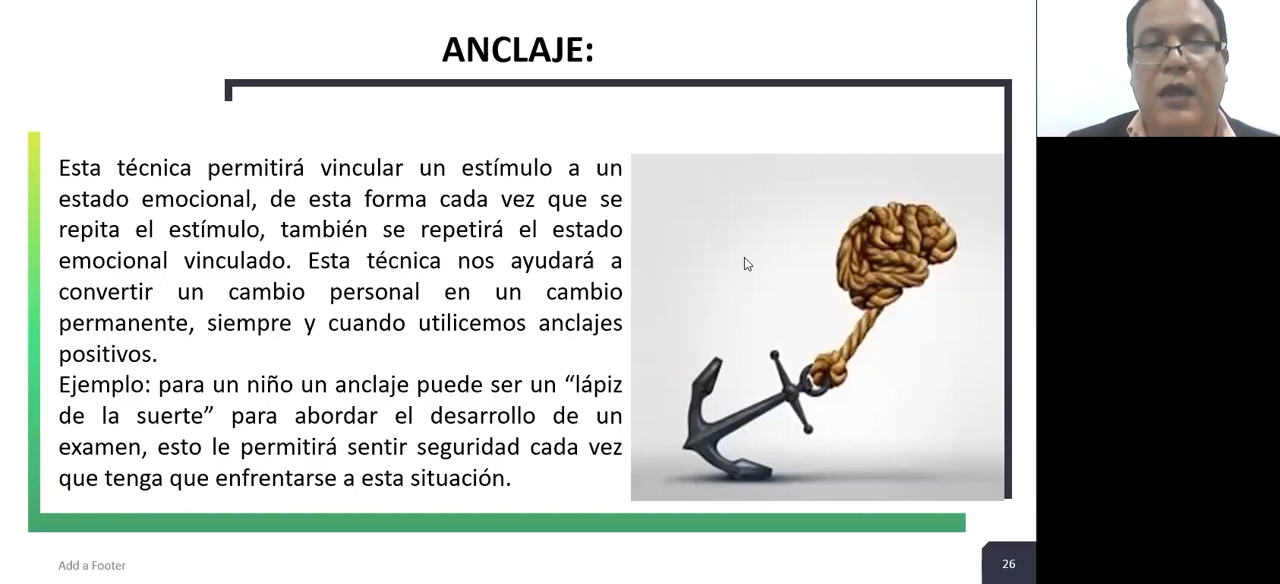 ANCLAJE:
Esta técnica permitirá vincular un estímulo a un
estado emocional, de esta forma cada vez que se
repita el estímulo, también se repetirá el estado
emocional vinculado. Esta técnica nos ayudará a
convertir un cambio personal en un cambio
permanente, siempre y cuando utilicemos anclajes
positivos.
Ejemplo: para un niño un anclaje puede ser un “lápiz
de la suerte” para abordar el desarrollo de un
examen, esto le permitirá sentir seguridad cada vez
que tenga que enfrentarse a esta situación.
Add a Footer
26